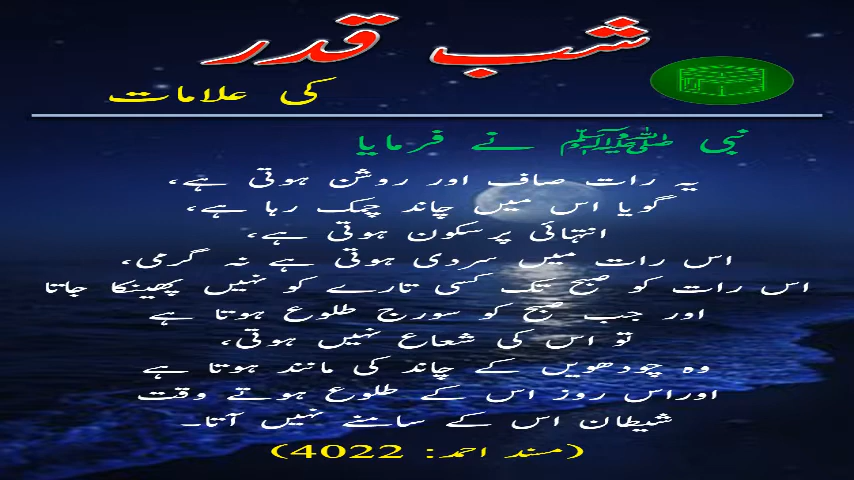 شب قدر
کی علامات
نبی ﷺ نے فرمایا
یہ رات صاف اور روشن ہوتی ہے،
گویا اس میں چاند چمک رہا ہے،
انتہائی پرسکون ہوتی ہے،
اس رات میں سردی ہوتی ہے نہ گرمی،
اس رات کو صبح تک کسی تارے کو نہیں پھینکا جاتا
اور جب صبح کو سورج طلوع ہوتا ہے
تو اس کی شعاع نہیں ہوتی،
وہ چودھویں کے چاند کی مانند ہوتا ہے
اوراس روز اس کے طلوع ہوتے وقت
شیطان اس کے سامنے نہیں آتا۔
(مسند احمد: 4022)